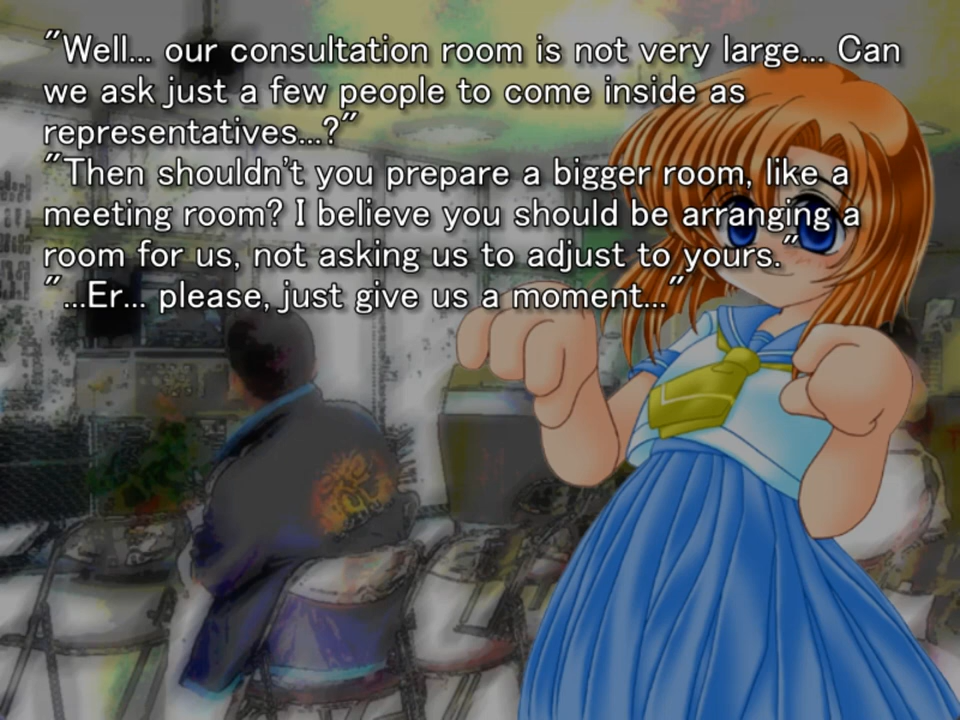 "Well... our consultation room is not very large... Can
we ask just a few people to come inside as
representatives...?"
"Then shouldn't you prepare a bigger room, like a
meeting room? I believe you should be arranging a
room for us, not asking us to adjust to yours."
"...Er... please, just give us a moment..."